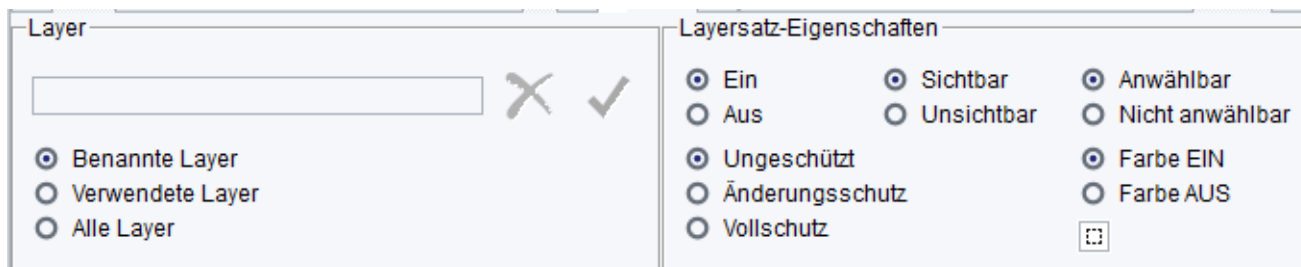 Layer
Benannte Layer
Verwendete Layer
Alle Layer
Layersatz-Eigenschaften
Ein Sichtbar Anwählbar
Aus Unsichtbar Nicht anwählbar
Ungeschützt Farbe EIN
Änderungsschutz Farbe AUS
Vollschutz